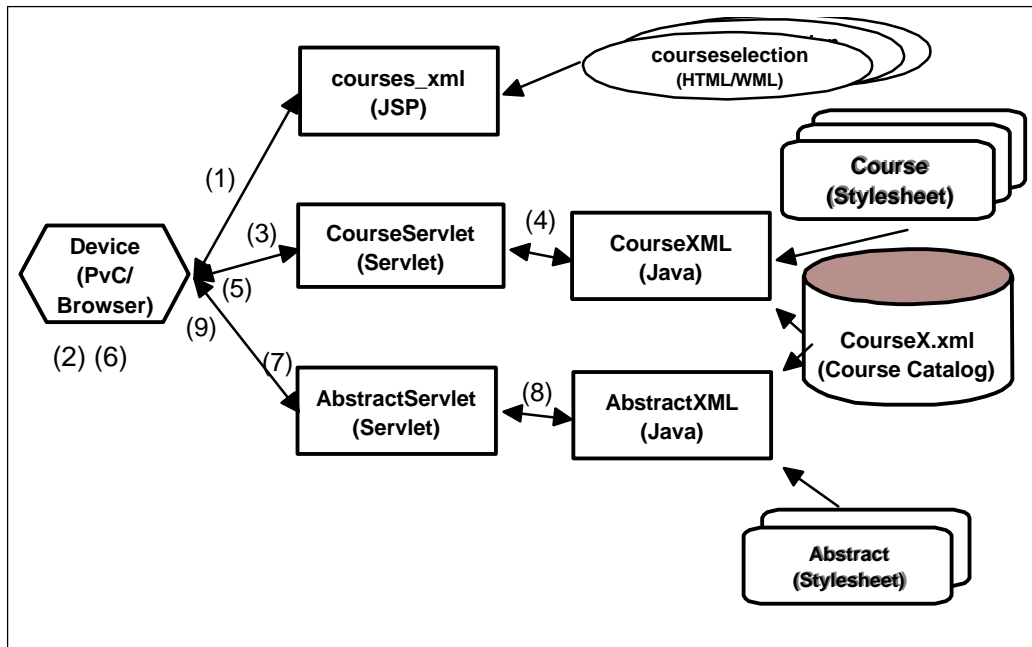 courseselection
(HTML/WML)
courses_xml
(JSP)
Course
(Stylesheet)
(1)
CourseServlet
(Servlet)
(3)
(4)
CourseXML
(Java)
Device
(PvC/
Browser)
(5)
(9)
(2) (6)
CourseX.xml
(Course Catalog)
(7)
AbstractServlet
(Servlet)
(8)
AbstractXML
(Java)
Abstract
(Stylesheet)